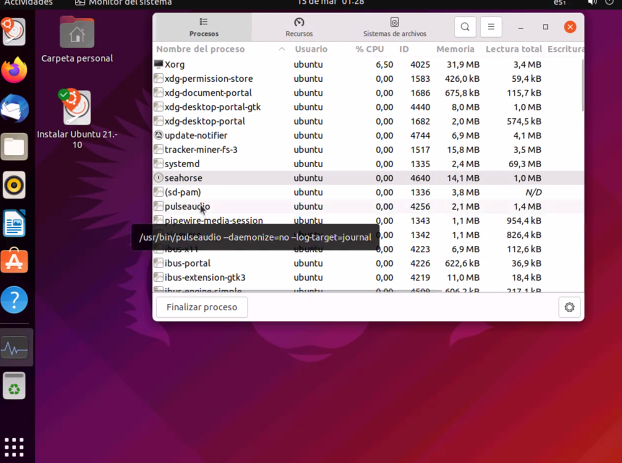 Actividades Monitor del sistema 15 de mar 01:28 es₁
Carpeta personal
Instalar Ubuntu 21.-
10
Procesos Recursos Sistemas de archivos
Nombre del proceso Usuario % CPU ID Memoria Lectura total Escritura
Xorg ubuntu 6,50 4025 31,9 MB 3,4 MB
xdg-permission-store ubuntu 0,00 1583 426,0 kB 59,4 kB
xdg-document-portal ubuntu 0,00 1686 675,8 kB 115,7 kB
xdg-desktop-portal-gtk ubuntu 0,00 4440 8,0 MB 1,0 MB
xdg-desktop-portal ubuntu 0,00 1682 2,0 MB 574,5 kB
update-notifier ubuntu 0,00 4744 6,9 MB 4,1 MB
tracker-miner-fs-3 ubuntu 0,00 1517 15,8 MB 3,5 MB
systemd ubuntu 0,00 1335 2,4 MB 69,3 MB
seahorse ubuntu 0,00 4640 14,1 MB 1,0 MB
(sd-pam) ubuntu 0,00 1336 3,8 MB N/D
pulseaudio ubuntu 0,00 4256 2,1 MB 1,4 MB
pipewire-media-session ubuntu 0,00 1343 1,1 MB 954,4 kB
/usr/bin/pulseaudio --daemonize=no --log-target=journal 1342 1,1 MB 826,4 kB
ibus-x11 ubuntu 0,00 4223 6,9 MB 112,6 kB
ibus-portal ubuntu 0,00 4226 622,6 kB 36,9 kB
ibus-extension-gtk3 ubuntu 0,00 4219 11,0 MB 18,4 kB
ibus-engine-simple ubuntu 0,00 4509 606,2 kB 217,1 kB
Finalizar proceso